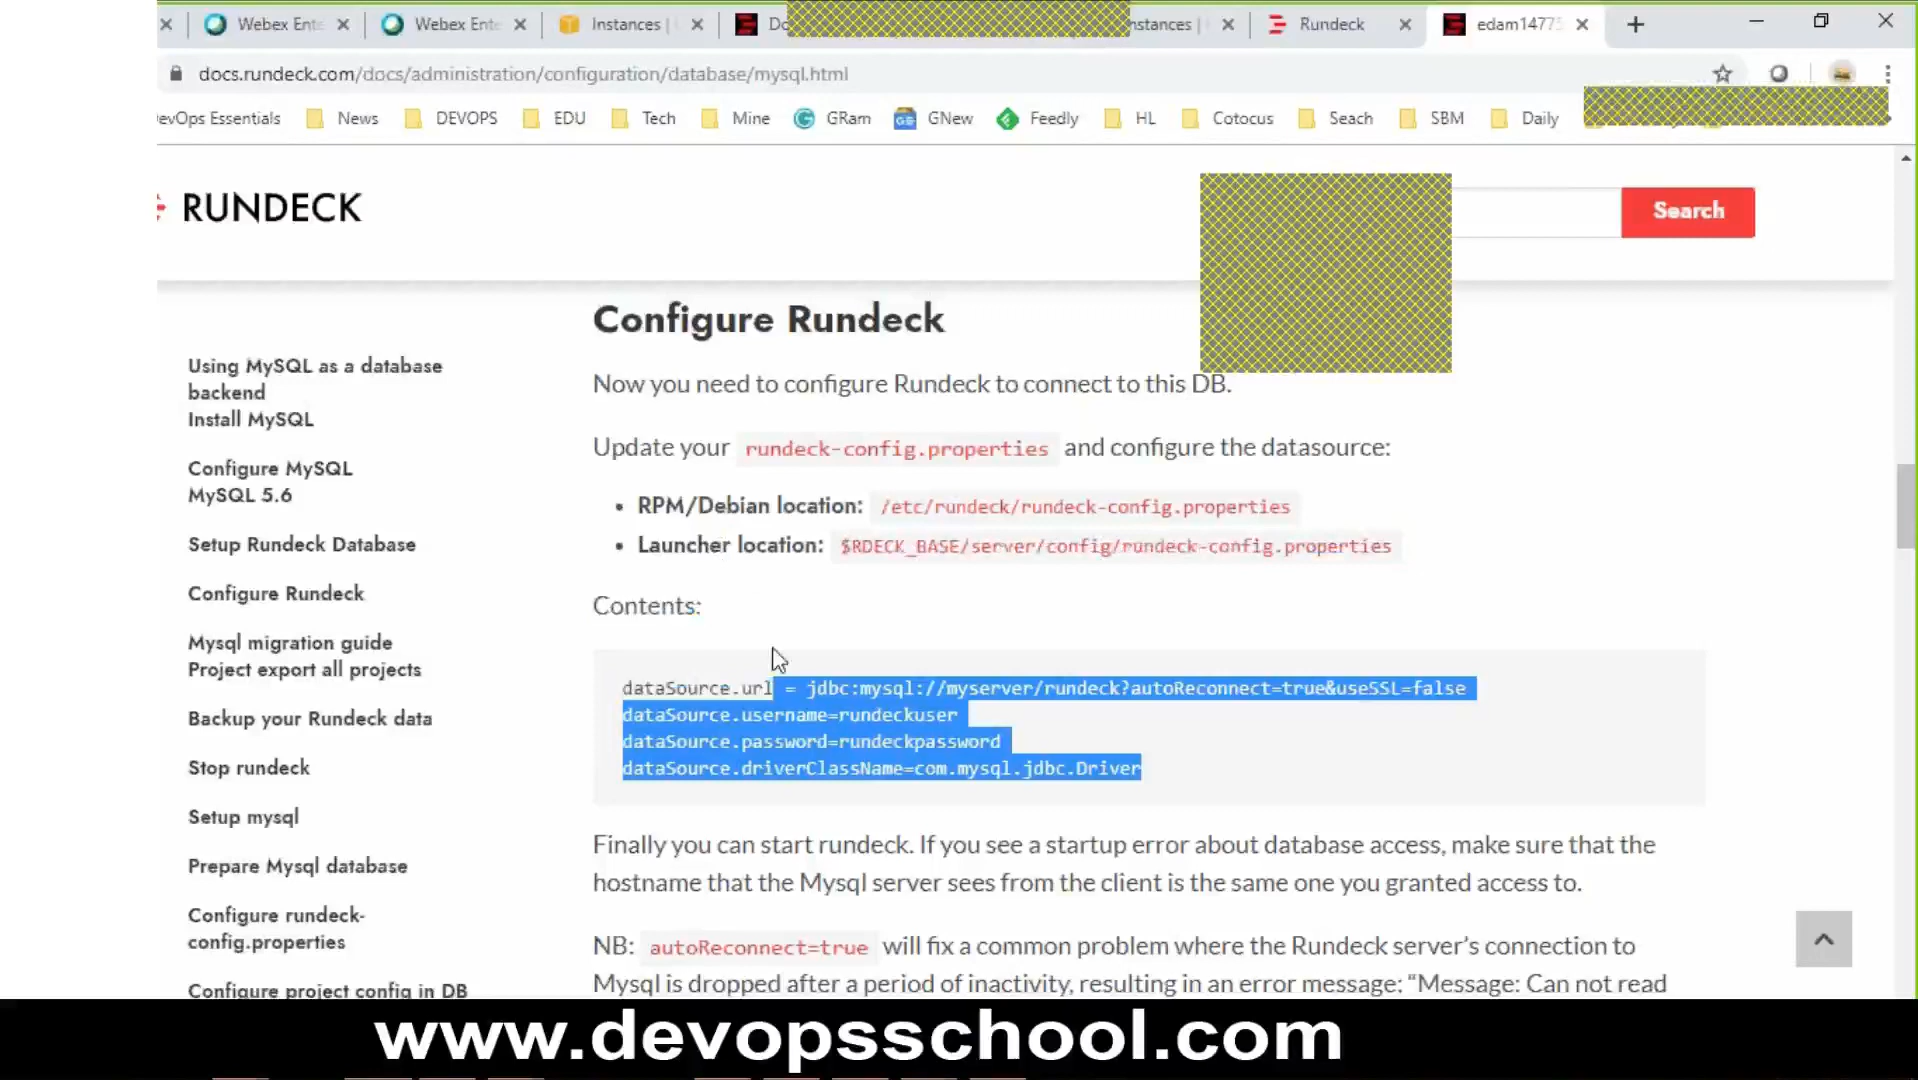 Webex Ente
Webex Ente
Instances |
Do
nstances |
Rundeck
edam14775
docs.rundeck.com/docs/administration/configuration/database/mysql.html
evOps Essentials
News
DEVOPS
EDU
Tech
Mine
GRam
GNew
Feedly
HL
Cotocus
Seach
SBM
Daily
RUNDECK
Search
Using MySQL as a database
backend
Install MySQL
Configure MySQL
MySQL 5.6
Setup Rundeck Database
Configure Rundeck
Mysql migration guide
Project export all projects
Backup your Rundeck data
Stop rundeck
Setup mysql
Prepare Mysql database
Configure rundeck-
config.properties
Configure project config in DB
Configure Rundeck
Now you need to configure Rundeck to connect to this DB.
Update your rundeck-config.properties and configure the datasource:
• RPM/Debian location: /etc/rundeck/rundeck-config.properties
• Launcher location: $RDECK_BASE/server/config/rundeck-config.properties
Contents:
dataSource.url = jdbc:mysql://myserver/rundeck?autoReconnect=true&useSSL=false
dataSource.username=rundeckuser
dataSource.password=rundeckpassword
dataSource.driverClassName=com.mysql.jdbc.Driver
Finally you can start rundeck. If you see a startup error about database access, make sure that the
hostname that the Mysql server sees from the client is the same one you granted access to.
NB: autoReconnect=true will fix a common problem where the Rundeck server’s connection to
Mysql is dropped after a period of inactivity, resulting in an error message: “Message: Can not read
www.devopsschool.com